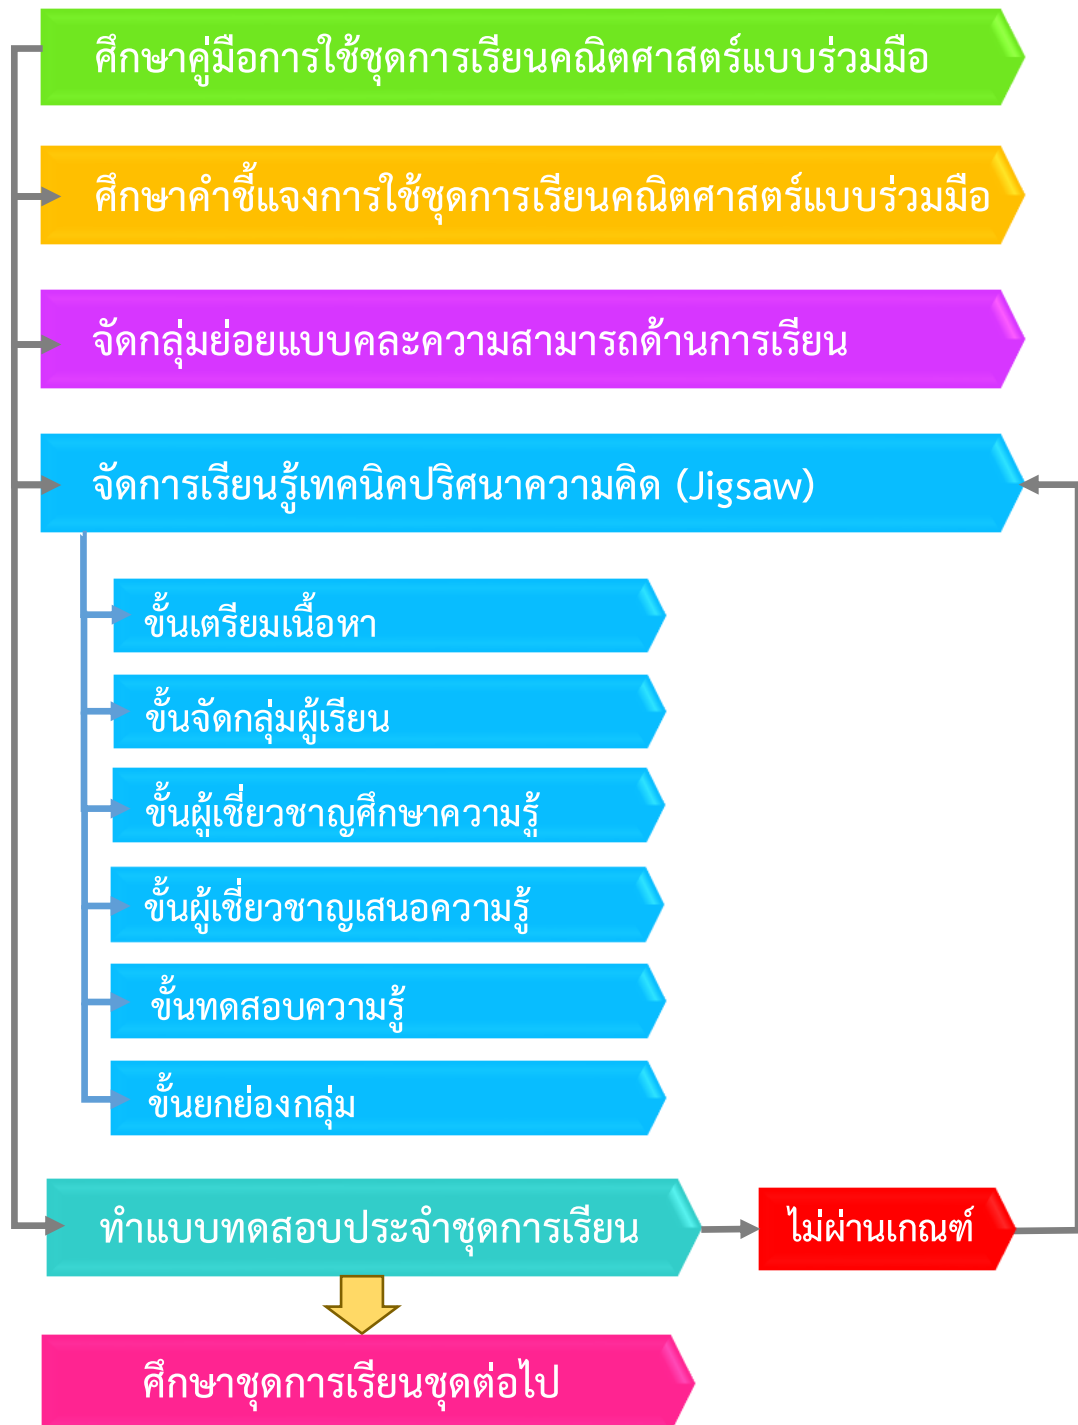 ศึกษาคู่มือการใช้ชุดการเรียนคณิตศาสตร์แบบร่วมมือ
ศึกษาคำชี้แจงการใช้ชุดการเรียนคณิตศาสตร์แบบร่วมมือ
จัดกลุ่มย่อยแบบคละความสามารถด้านการเรียน
จัดการเรียนรู้เทคนิคปริศนาความคิด (Jigsaw)
ขั้นเตรียมเนื้อหา
ขั้นจัดกลุ่มผู้เรียน
ขั้นผู้เชี่ยวชาญศึกษาความรู้
ขั้นผู้เชี่ยวชาญเสนอความรู้
ขั้นทดสอบความรู้
ขั้นยกย่องกลุ่ม
ทำแบบทดสอบประจำชุดการเรียน
ไม่ผ่านเกณฑ์
ศึกษาชุดการเรียนชุดต่อไป